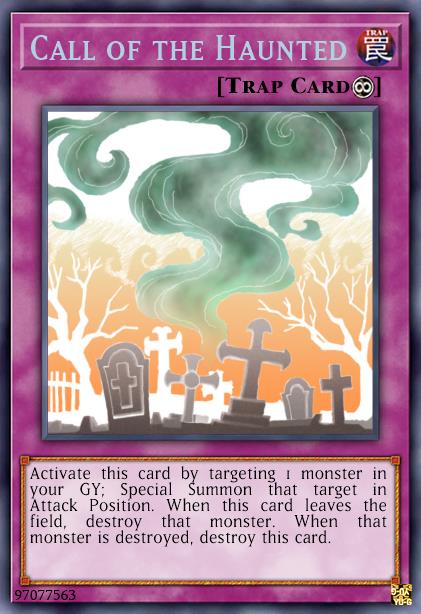 Call of the Haunted
TRAP
罠
[Trap Card♾]
Activate this card by targeting 1 monster in
your GY; Special Summon that target in
Attack Position. When this card leaves the
field, destroy that monster. When that
monster is destroyed, destroy this card.
97077563